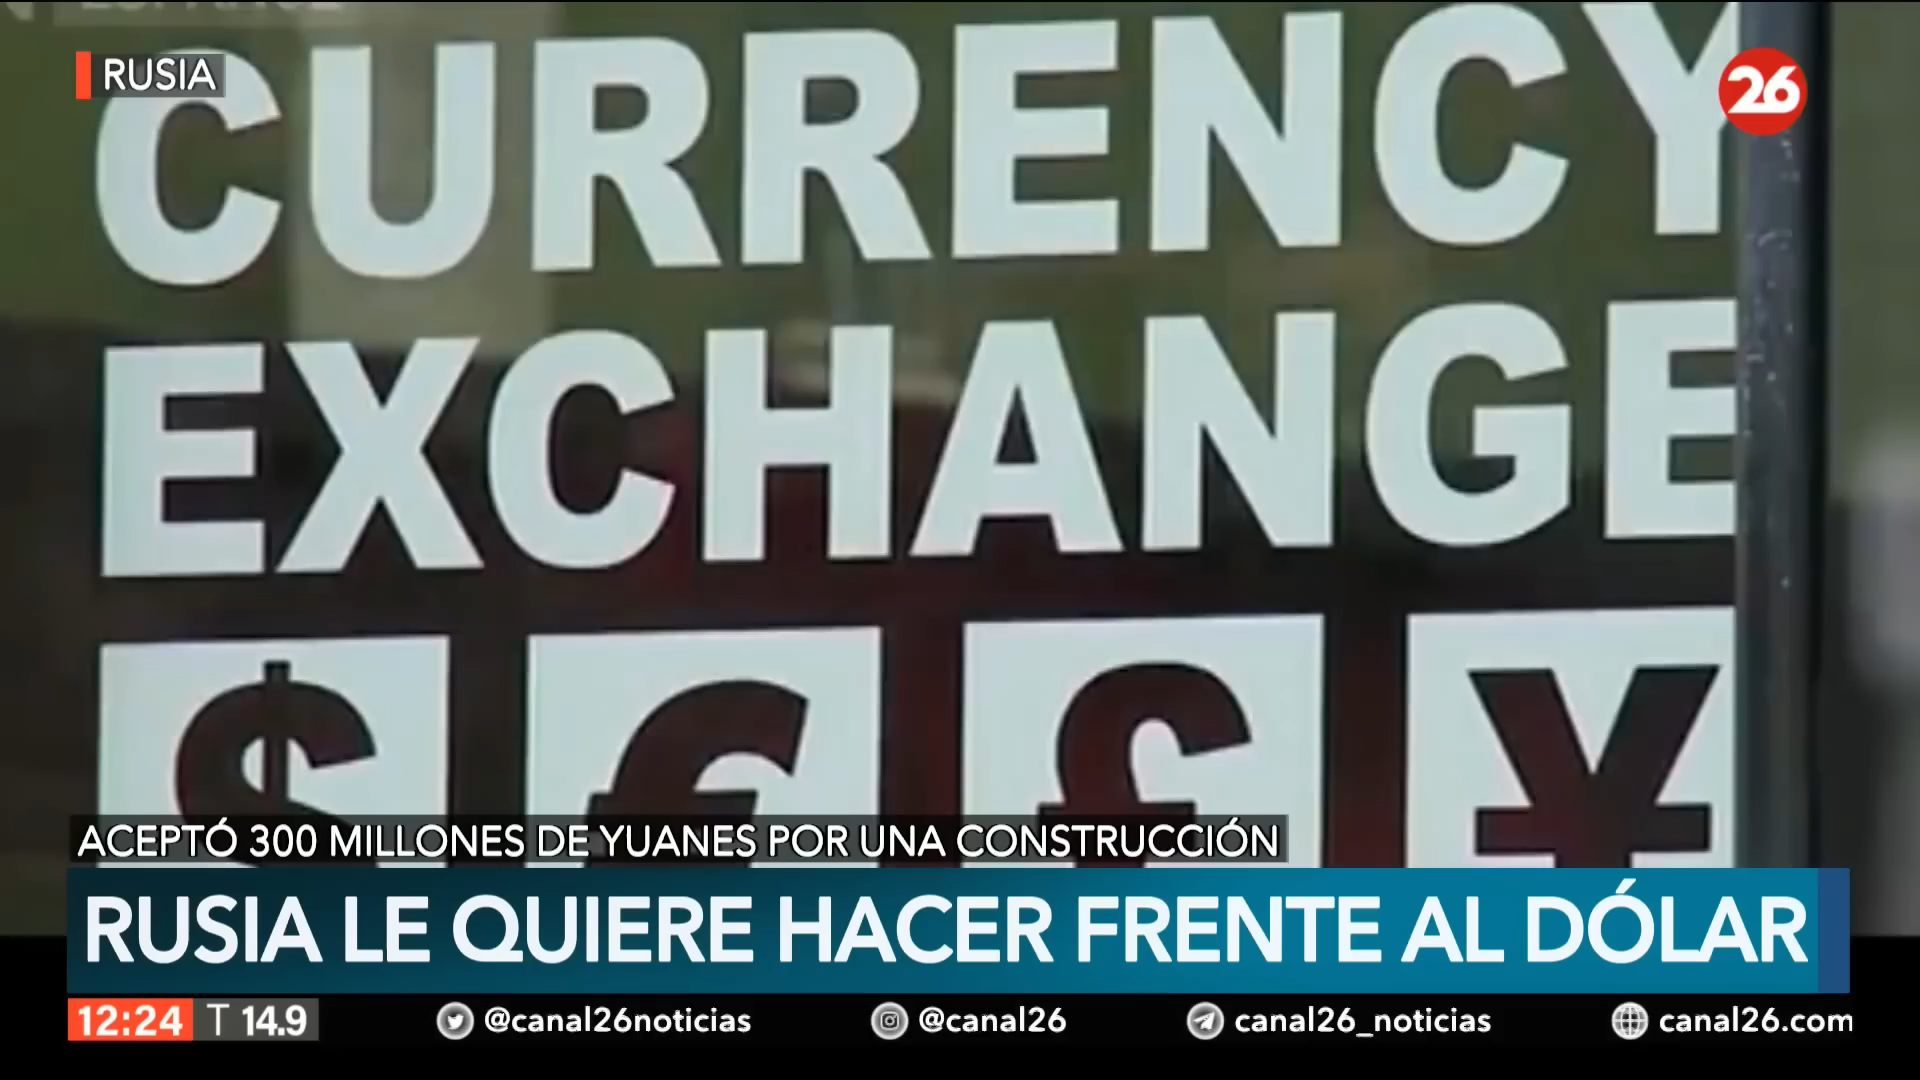 RUSIA
26
CURRENCY
EXCHANGE
$ € £ ¥
ACEPTÓ 300 MILLONES DE YUANES POR UNA CONSTRUCCIÓN
RUSIA LE QUIERE HACER FRENTE AL DÓLAR
12:24 T 14.9 @canal26noticias @canal26 canal26_noticias canal26.com